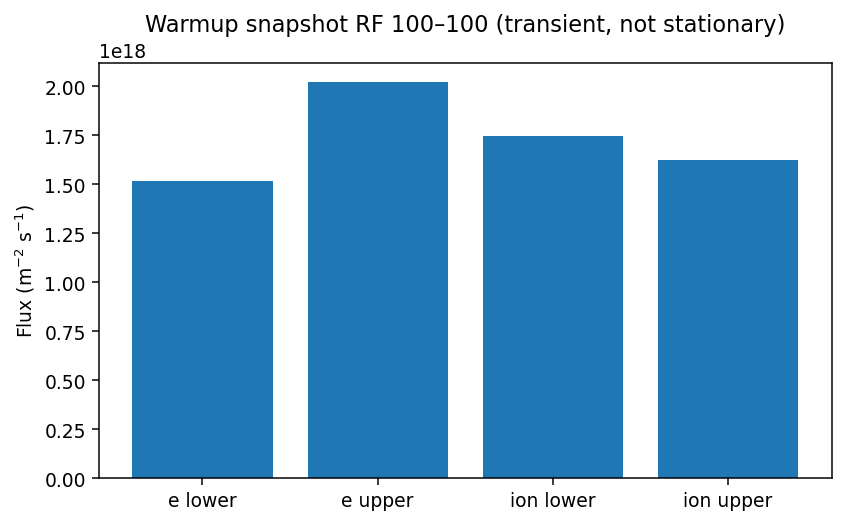 Warmup snapshot RF 100–100 (transient, not stationary)
1e18
Flux (m⁻² s⁻¹)
2.00
1.75
1.50
1.25
1.00
0.75
0.50
0.25
0.00
e lower
e upper
ion lower
ion upper